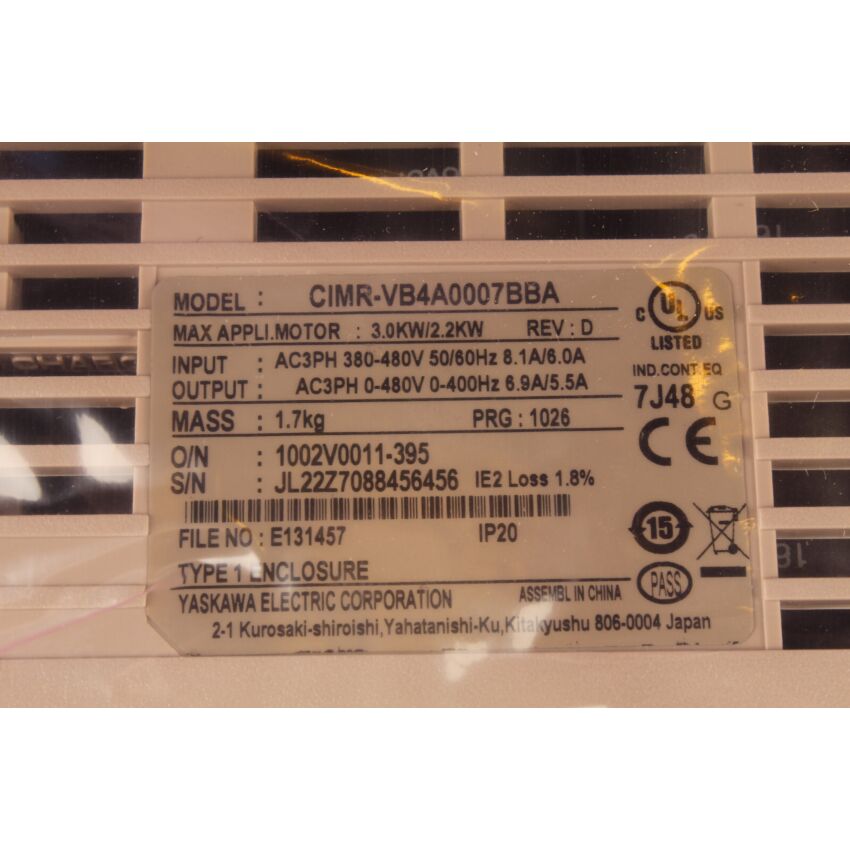 MODEL : CIMR-VB4A0007BBA
MAX APPLI.MOTOR : 3.0KW/2.2KW REV : D
INPUT : AC3PH 380-480V 50/60Hz 8.1A/6.0A
OUTPUT : AC3PH 0-480V 0-400Hz 6.9A/5.5A
MASS : 1.7kg PRG : 1026
O/N : 1002V0011-395
S/N : JL22Z7088456456 IE2 Loss 1.8%
FILE NO : E131457 IP20
TYPE 1 ENCLOSURE
YASKAWA ELECTRIC CORPORATION ASSEMBL IN CHINA
2-1 Kurosaki-shiroishi,Yahatanishi-Ku,Kitakyushu 806-0004 Japan
C UL US
LISTED
IND.CONT.EQ
7J48 G
CE
15
PASS